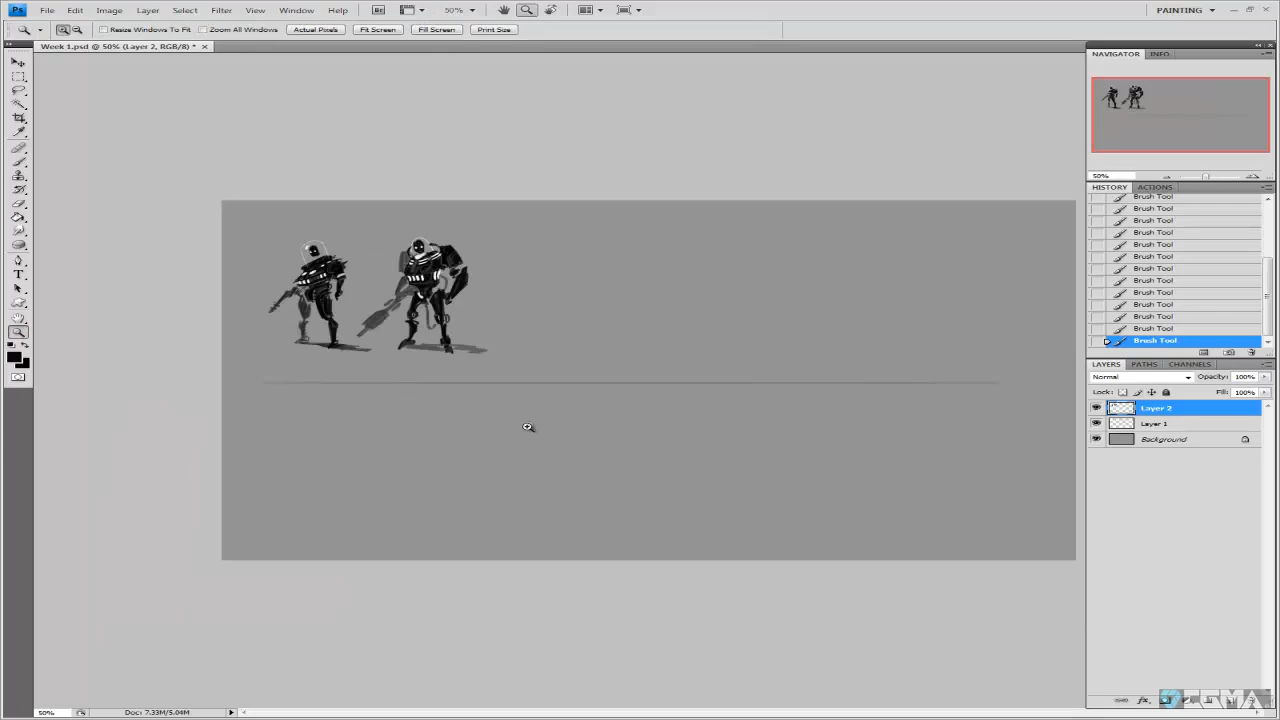 Ps File Edit Image Layer Select Filter View Window Help Br 50% PAINTING
Resize Windows To Fit Zoom All Windows Actual Pixels Fit Screen Fill Screen Print Size
Week 1.psd @ 50% (Layer 2, RGB/8) *
NAVIGATOR INFO
50%
HISTORY ACTIONS
Brush Tool
Brush Tool
Brush Tool
Brush Tool
Brush Tool
Brush Tool
Brush Tool
Brush Tool
Brush Tool
Brush Tool
Brush Tool
Brush Tool
Brush Tool
LAYERS PATHS CHANNELS
Normal Opacity: 100%
Lock: Fill: 100%
Layer 2
Layer 1
Background
T
50% Doc: 7.33M/5.04M